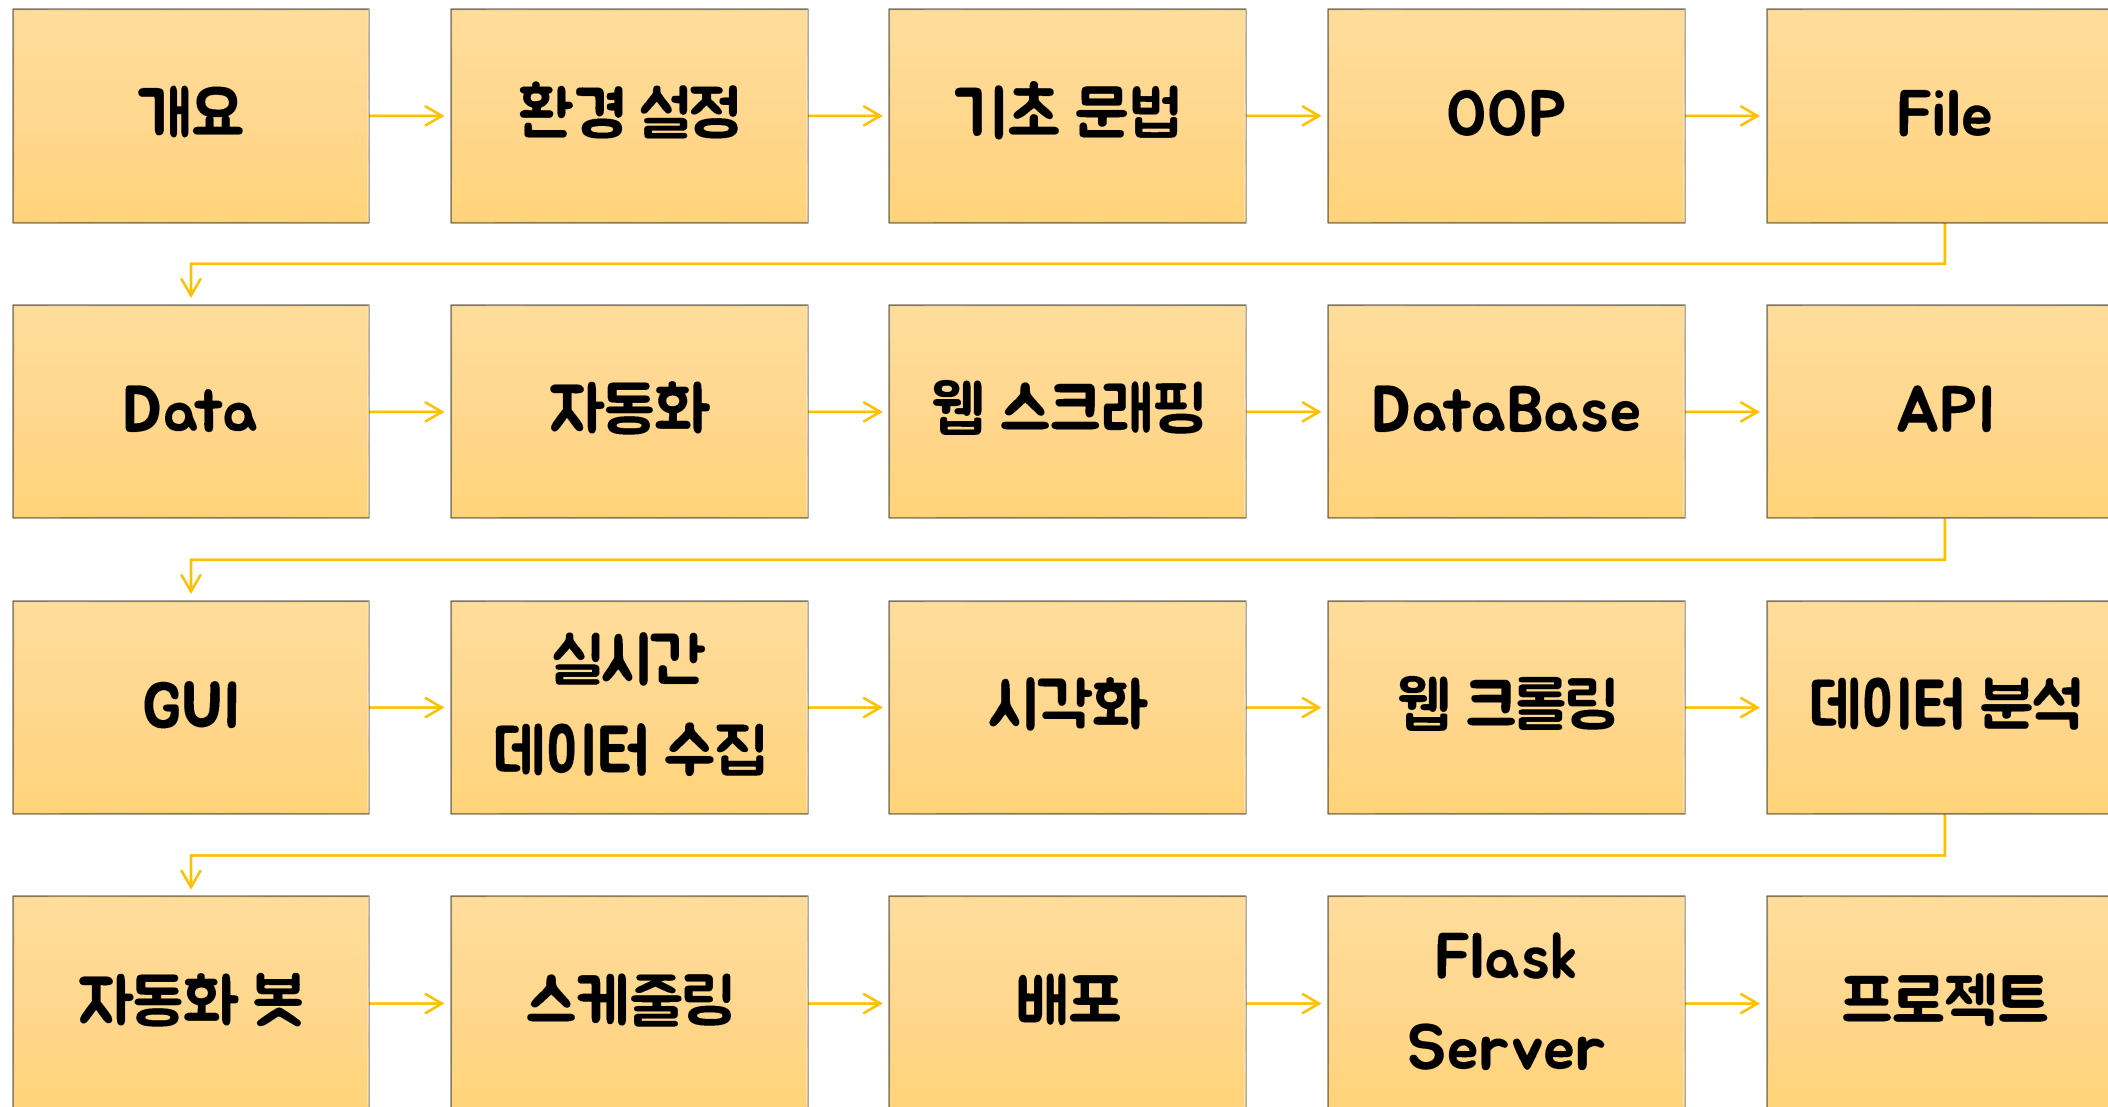 개요
환경 설정
기초 문법
OOP
File
Data
자동화
웹 스크래핑
DataBase
API
GUI
실시간
데이터 수집
시각화
웹 크롤링
데이터 분석
자동화 봇
스케줄링
배포
Flask
Server
프로젝트